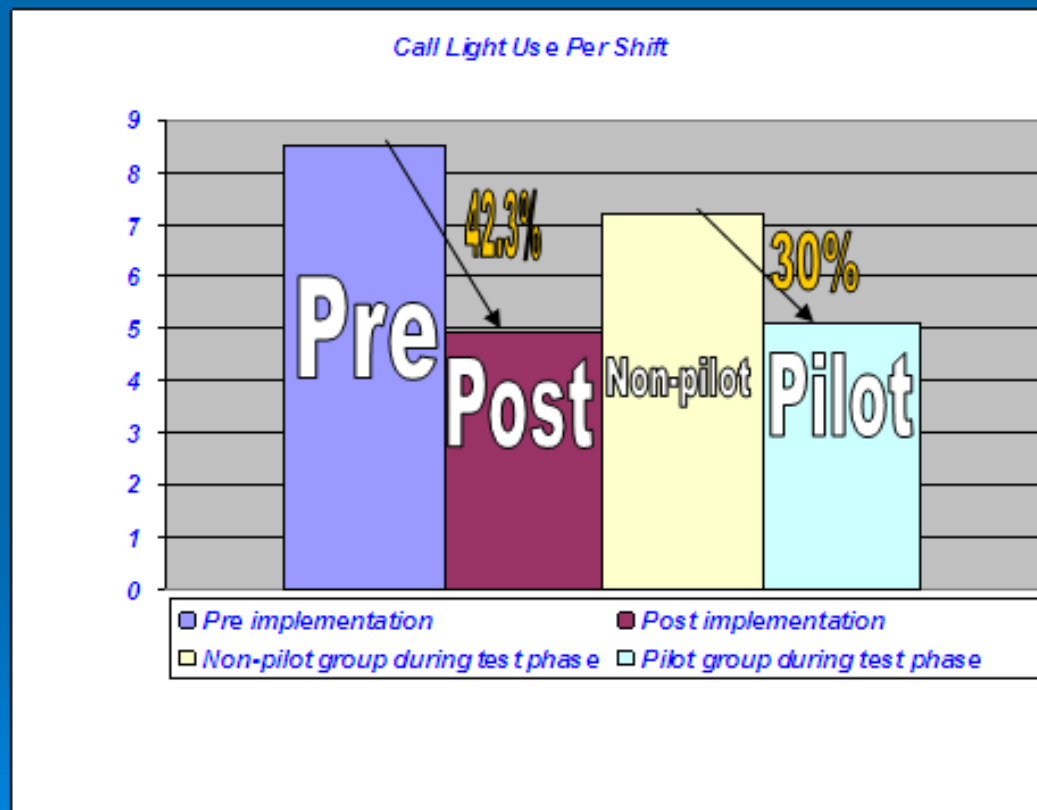 Call Light Use Per Shift
9
8
7
6
5
4
3
2
1
0
42.3%
30%
Pre
Post
Non-pilot
Pilot
Pre implementation
Post implementation
Non-pilot group during test phase
Pilot group during test phase